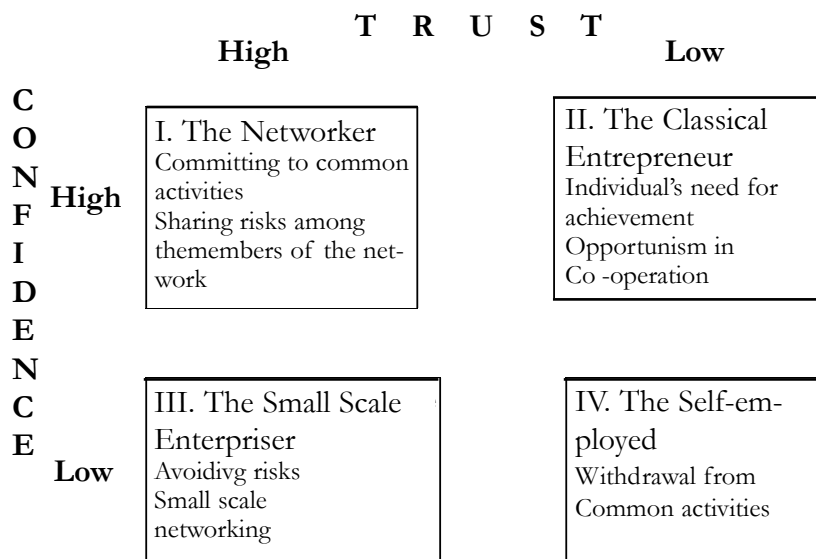 T R U S T
High
Low
CONFIDENCE
High
I. The Networker
Committing to common
activities
Sharing risks among
themembers of the net-
work
II. The Classical
Entrepreneur
Individual’s need for
achievement
Opportunism in
Co -operation
Low
III. The Small Scale
Enterpriser
Avoidivg risks
Small scale
networking
IV. The Self-em-
ployed
Withdrawal from
Common activities